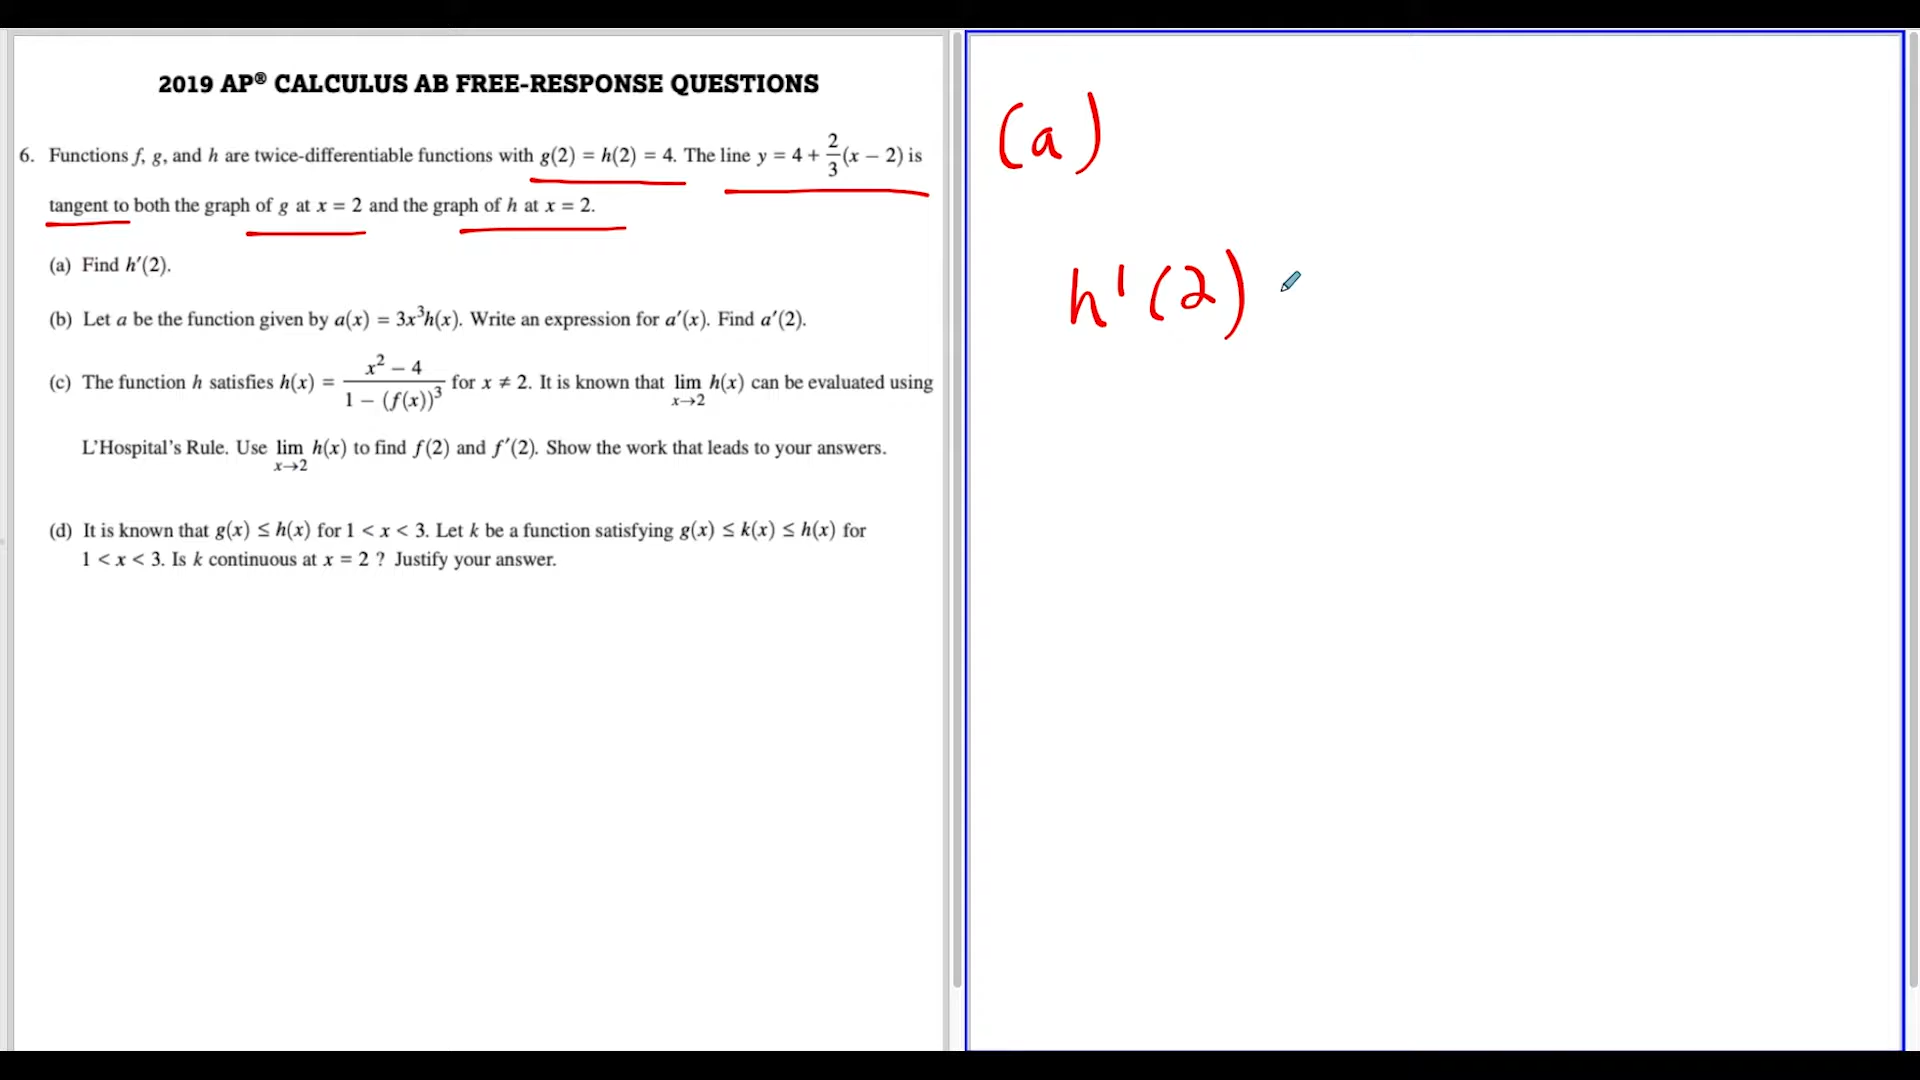 2019 AP® CALCULUS AB FREE-RESPONSE QUESTIONS
6. Functions f, g, and h are twice-differentiable functions with g(2) = h(2) = 4. The line y = 4 + 2/3(x − 2) is
tangent to both the graph of g at x = 2 and the graph of h at x = 2.
(a) Find h′(2).
(b) Let a be the function given by a(x) = 3x³h(x). Write an expression for a′(x). Find a′(2).
(c) The function h satisfies h(x) = (x² − 4)/(1 − (f(x))³) for x ≠ 2. It is known that lim x→2 h(x) can be evaluated using
L’Hospital’s Rule. Use lim x→2 h(x) to find f(2) and f′(2). Show the work that leads to your answers.
(d) It is known that g(x) ≤ h(x) for 1 < x < 3. Let k be a function satisfying g(x) ≤ k(x) ≤ h(x) for
1 < x < 3. Is k continuous at x = 2 ? Justify your answer.
(a)
h'(2)